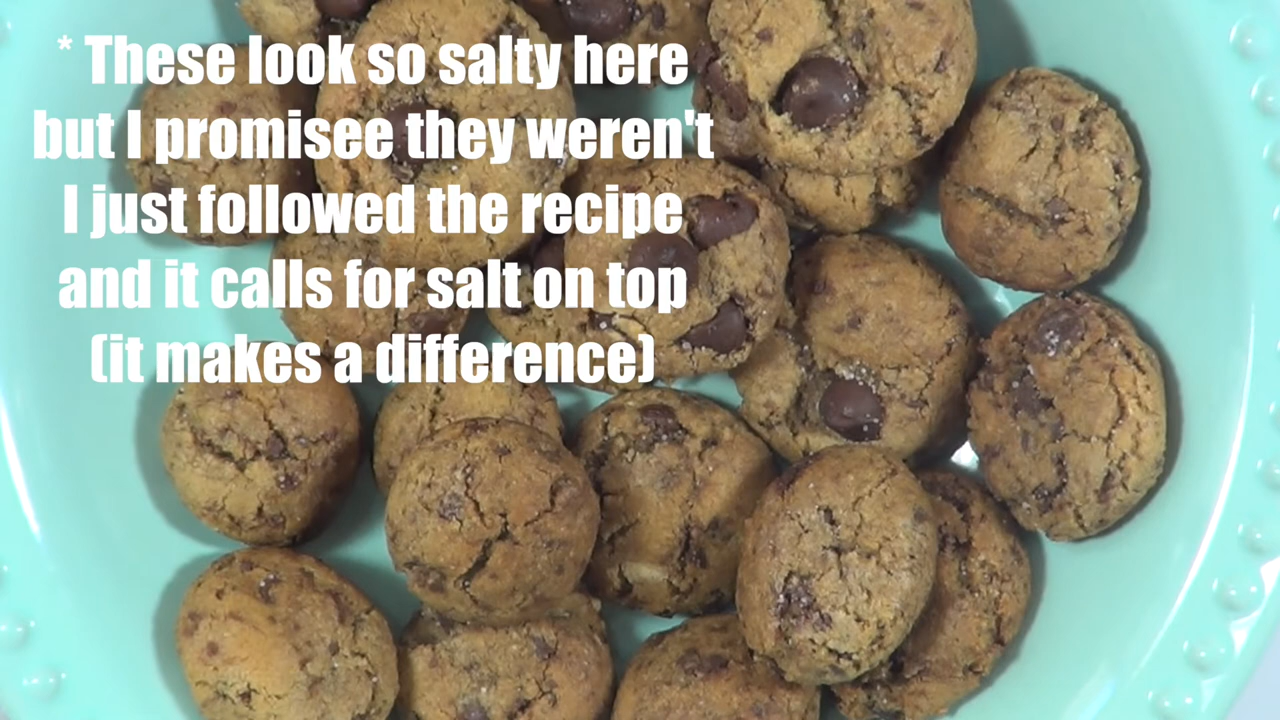 * These look so salty here
but I promisee they weren't
I just followed the recipe
and it calls for salt on top
(it makes a difference)